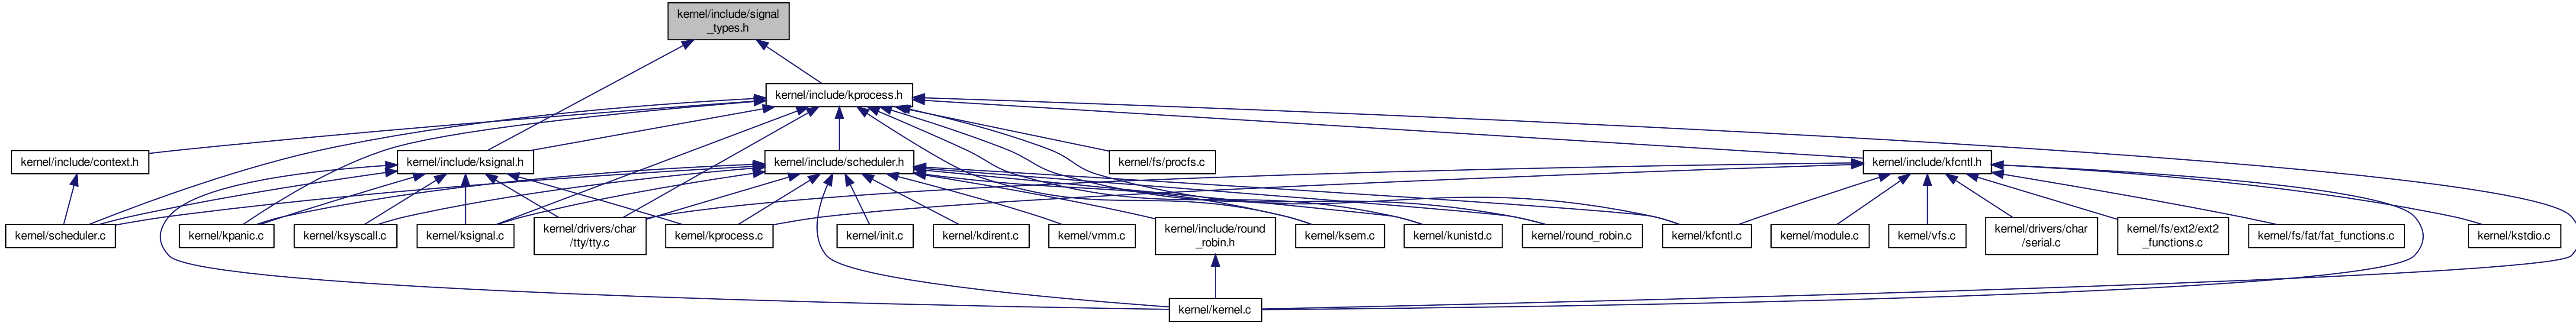 kernel/include/signal
_types.h
kernel/include/kprocess.h
kernel/include/context.h
kernel/include/ksignal.h
kernel/include/scheduler.h
kernel/fs/procfs.c
kernel/include/kfcntl.h
kernel/scheduler.c
kernel/kpanic.c
kernel/ksyscall.c
kernel/ksignal.c
kernel/drivers/char
/tty/tty.c
kernel/kprocess.c
kernel/init.c
kernel/kdirent.c
kernel/vmm.c
kernel/include/round
_robin.h
kernel/ksem.c
kernel/kunistd.c
kernel/round_robin.c
kernel/kfcntl.c
kernel/module.c
kernel/vfs.c
kernel/drivers/char
/serial.c
kernel/fs/ext2/ext2
_functions.c
kernel/fs/fat/fat_functions.c
kernel/kstdio.c
kernel/kernel.c